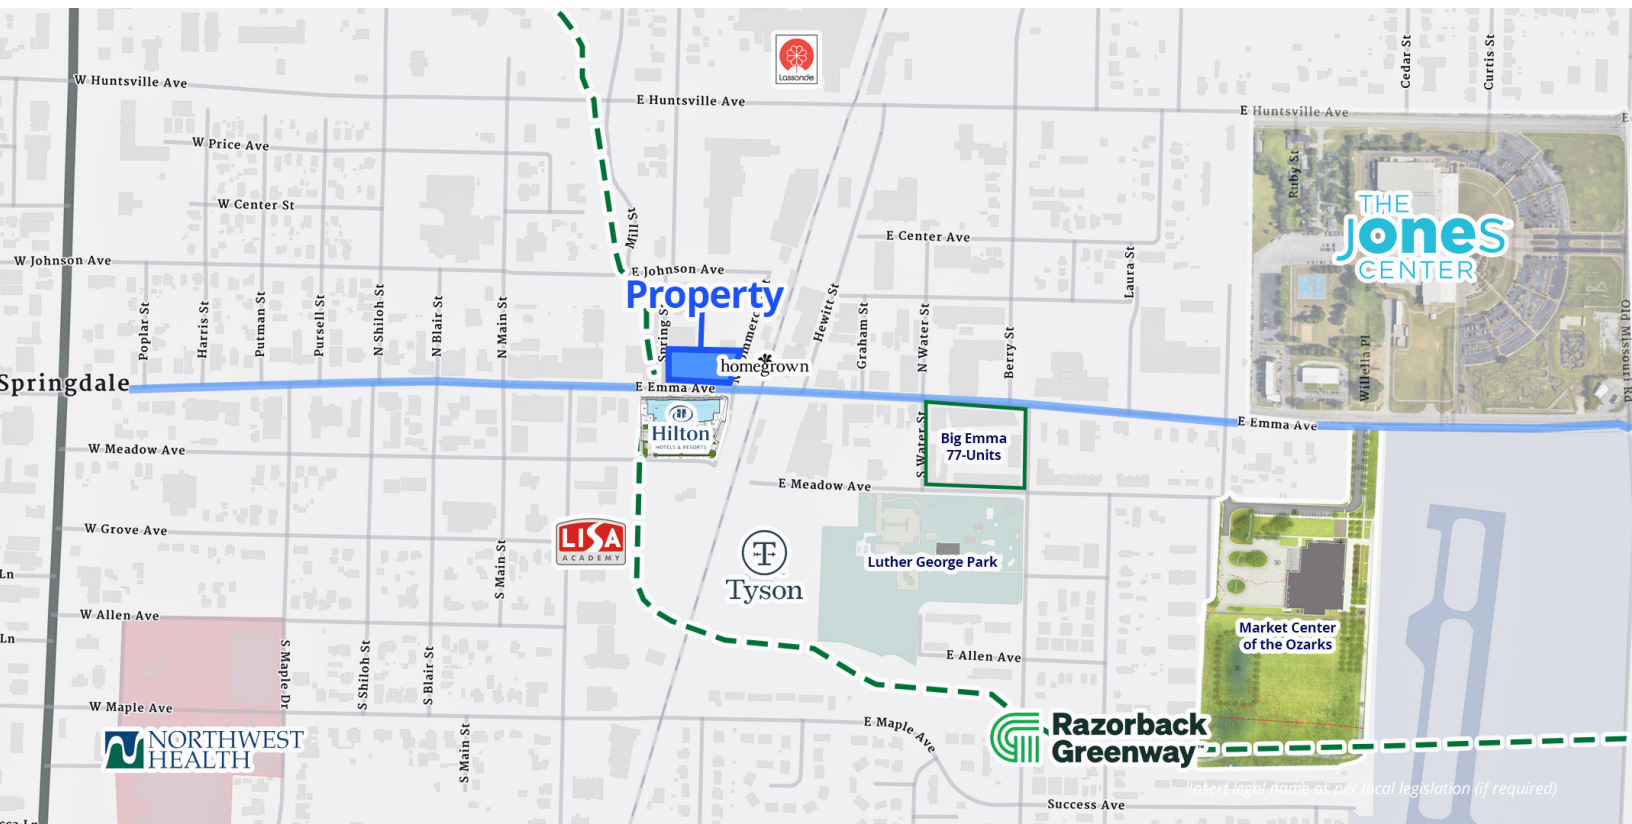 Lassonde
W Huntsville Ave
E Huntsville Ave
E Huntsville Ave
Cedar St
Curtis St
W Price Ave
W Center St
Ruby St
THE
Jones
CENTER
Mill St
E Center Ave
W Johnson Ave
E Johnson Ave
Laura St
Property
Poplar St
Harris St
Putman St
Pursell St
N Shiloh St
N Blair St
N Main St
Spring St
Hewitt St
Graham St
N Water St
Berry St
Willella Pl
Old Missouri Rd
homegrown
Springdale
E Emma Ave
E Emma Ave
Hilton
HOTELS & RESORTS
S Water St
Big Emma
77-Units
W Meadow Ave
E Meadow Ave
W Grove Ave
LISA
ACADEMY
S Main St
Tyson
Luther George Park
Ln
W Allen Ave
Ln
Market Center
of the Ozarks
E Allen Ave
S Maple Dr
S Shiloh St
S Blair St
W Maple Ave
E Maple Ave
S Main St
NORTHWEST
HEALTH
Razorback
Greenway™
Insert legal name as per local legislation (if required)
Success Ave